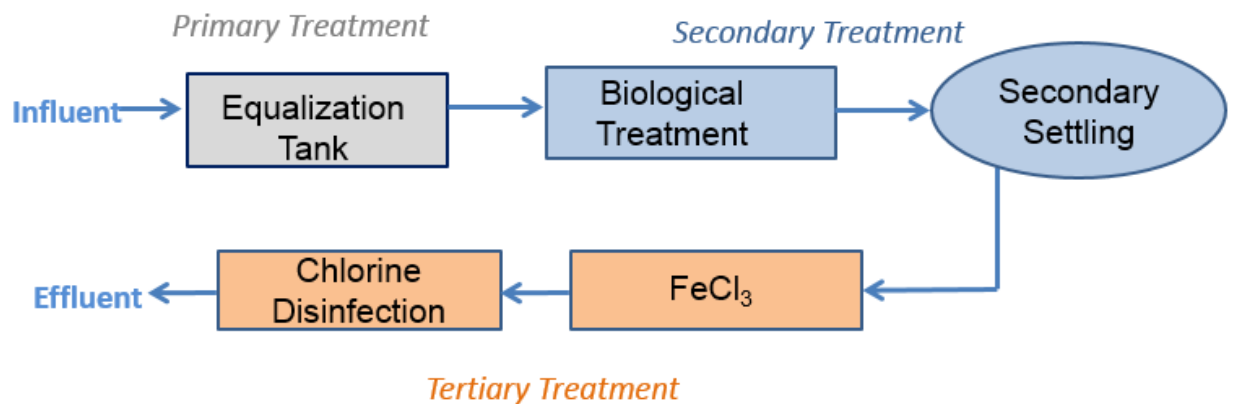 Primary Treatment
Secondary Treatment
Influent
Equalization
Tank
Biological
Treatment
Secondary
Settling
Effluent
Chlorine
Disinfection
FeCl₃
Tertiary Treatment